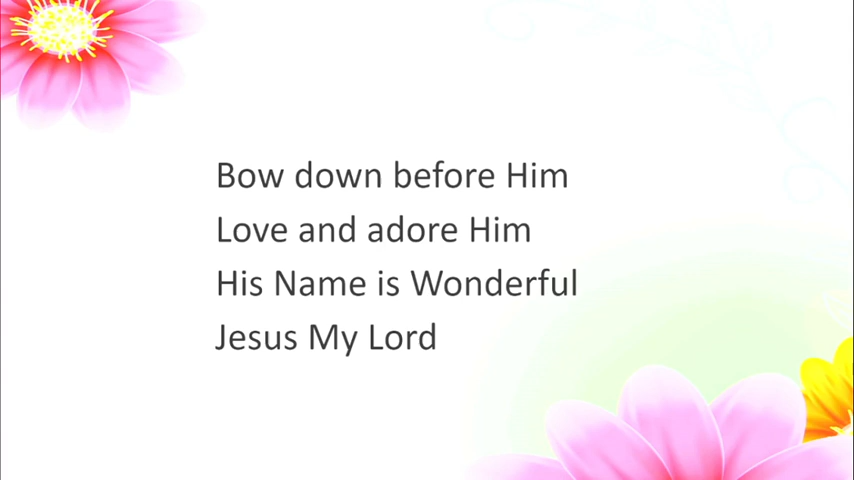 Bow down before Him
Love and adore Him
His Name is Wonderful
Jesus My Lord